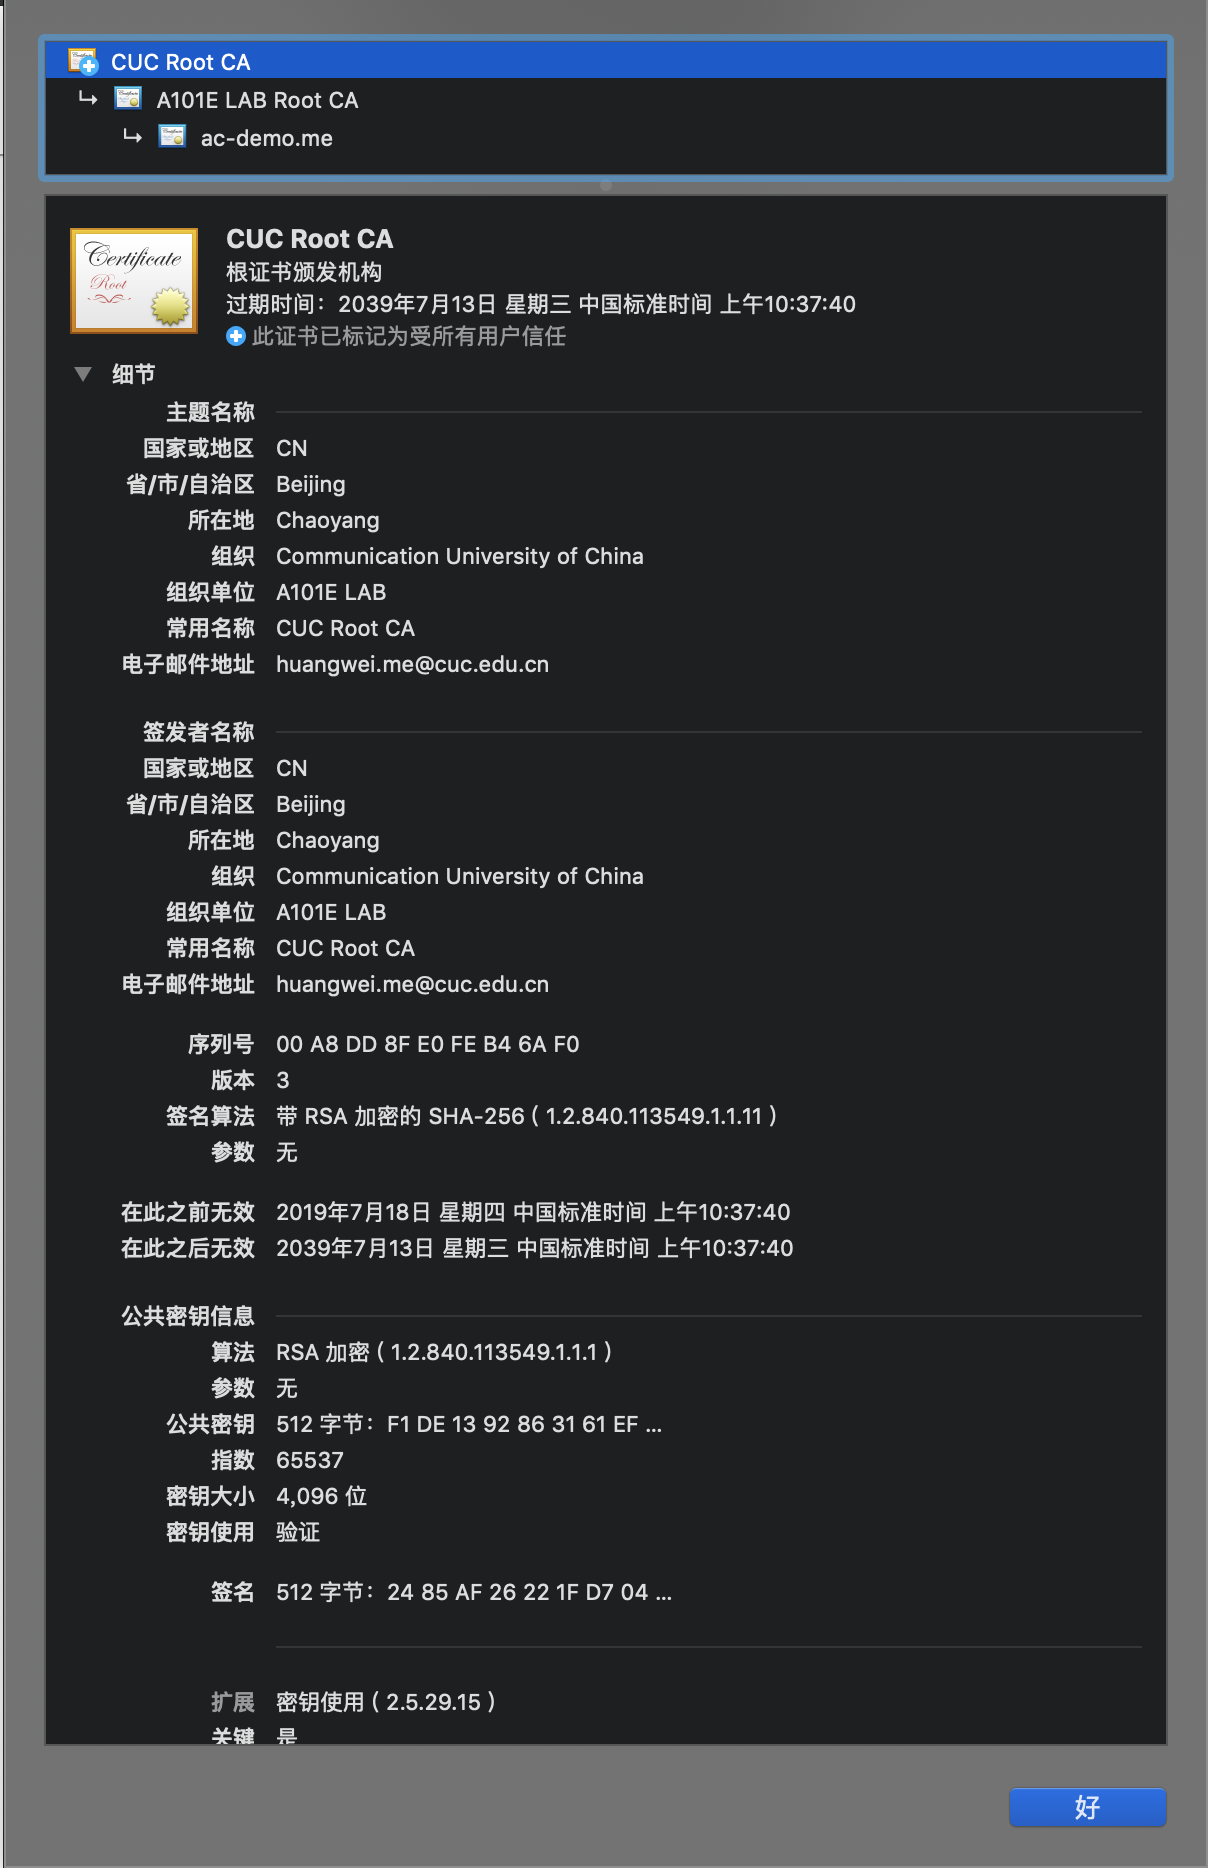 CUC Root CA
A101E LAB Root CA
ac-demo.me
Certificate
Root
CUC Root CA
根证书颁发机构
过期时间：2039年7月13日 星期三 中国标准时间 上午10:37:40
此证书已标记为受所有用户信任
细节
主题名称
国家或地区 CN
省/市/自治区 Beijing
所在地 Chaoyang
组织 Communication University of China
组织单位 A101E LAB
常用名称 CUC Root CA
电子邮件地址 huangwei.me@cuc.edu.cn
签发者名称
国家或地区 CN
省/市/自治区 Beijing
所在地 Chaoyang
组织 Communication University of China
组织单位 A101E LAB
常用名称 CUC Root CA
电子邮件地址 huangwei.me@cuc.edu.cn
序列号 00 A8 DD 8F E0 FE B4 6A F0
版本 3
签名算法 带 RSA 加密的 SHA-256 ( 1.2.840.113549.1.1.11 )
参数 无
在此之前无效 2019年7月18日 星期四 中国标准时间 上午10:37:40
在此之后无效 2039年7月13日 星期三 中国标准时间 上午10:37:40
公共密钥信息
算法 RSA 加密 ( 1.2.840.113549.1.1.1 )
参数 无
公共密钥 512 字节：F1 DE 13 92 86 31 61 EF ...
指数 65537
密钥大小 4,096 位
密钥使用 验证
签名 512 字节：24 85 AF 26 22 1F D7 04 ...
扩展 密钥使用 ( 2.5.29.15 )
关键 是
好